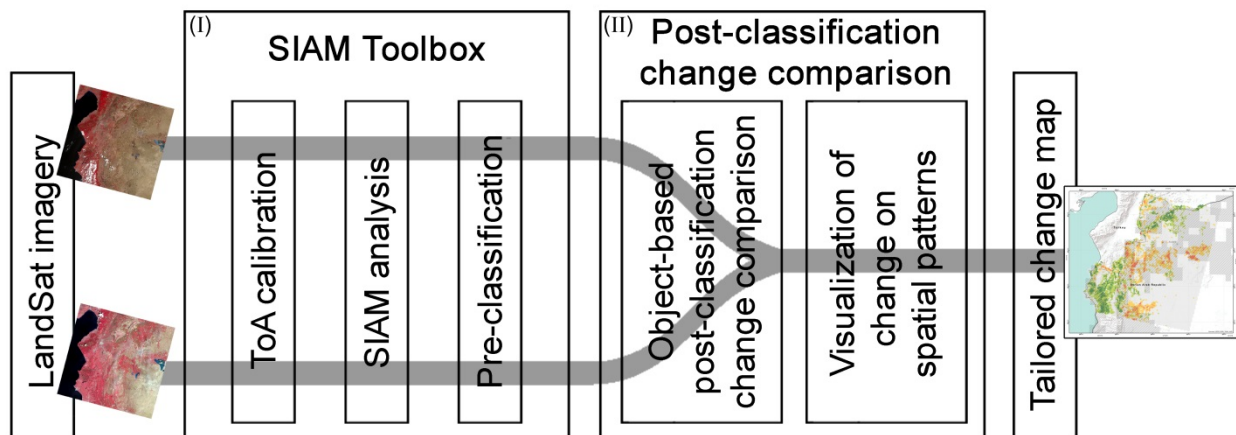 (I)
SIAM Toolbox
(II)
Post-classification
change comparison
LandSat imagery
ToA calibration
SIAM analysis
Pre-classification
Object-based
post-classification
change comparison
Visualization of
change on
spatial patterns
Tailored change map